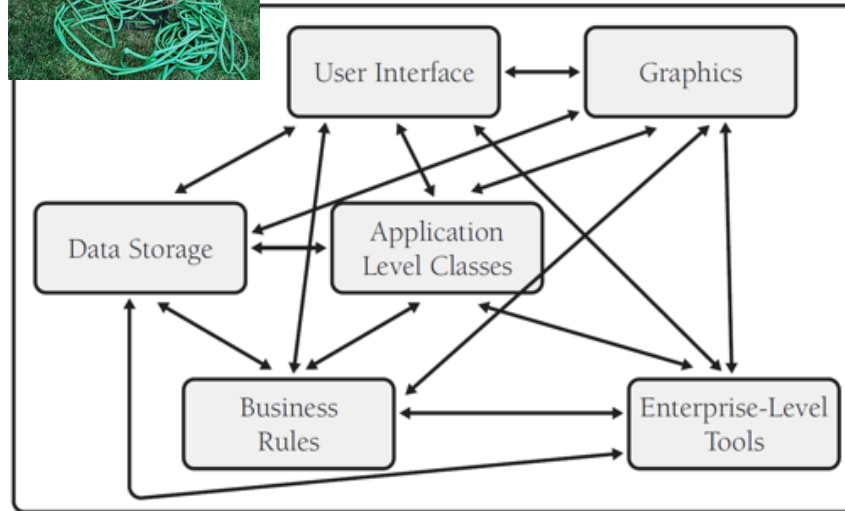 User Interface
Graphics
Data Storage
Application
Level Classes
Business
Rules
Enterprise-Level
Tools